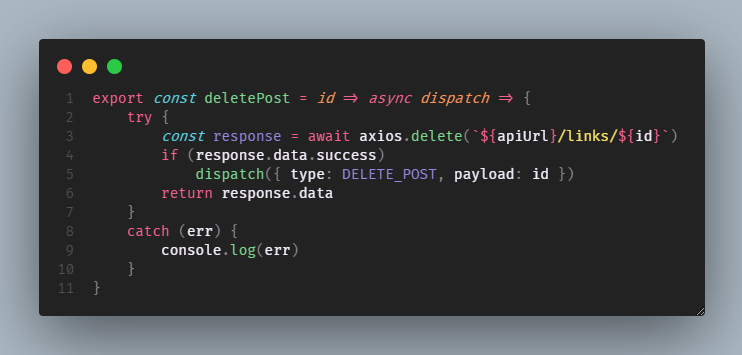 1 export const deletePost = id => async dispatch => {
2 try {
3 const response = await axios.delete(`${apiUrl}/links/${id}`)
4 if (response.data.success)
5 dispatch({ type: DELETE_POST, payload: id })
6 return response.data
7 }
8 catch (err) {
9 console.log(err)
10 }
11 }